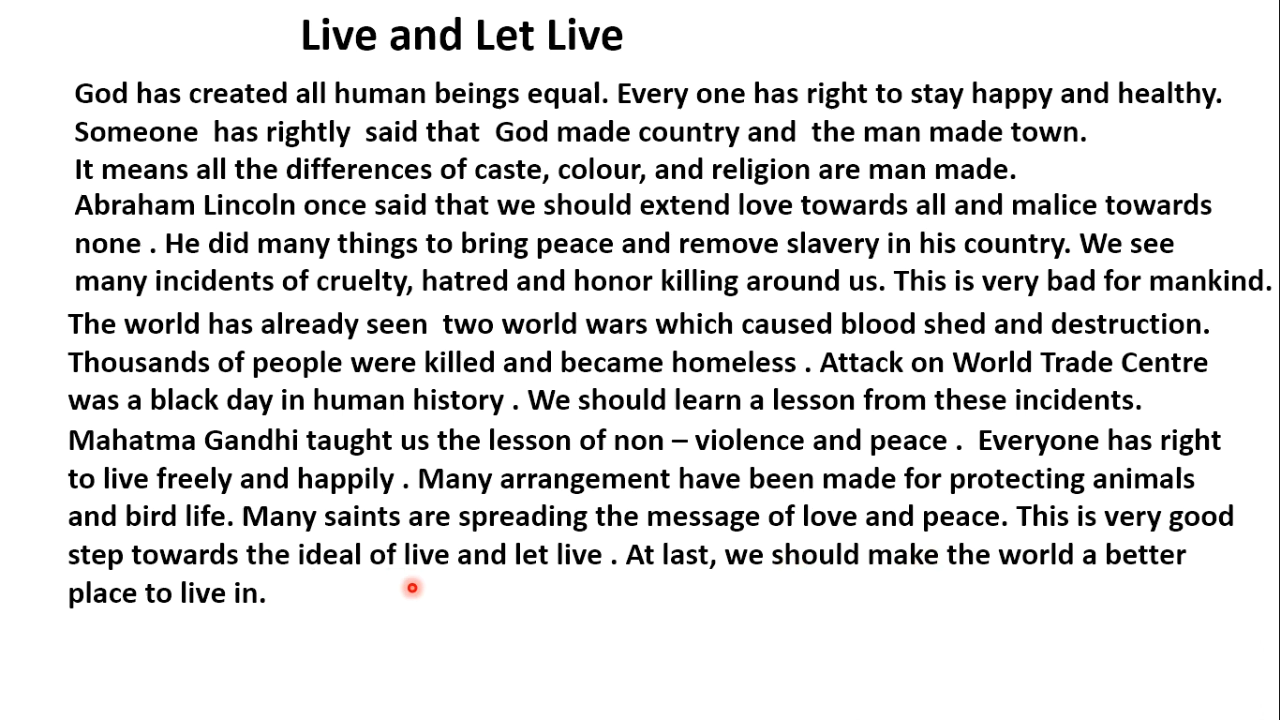 Live and Let Live
God has created all human beings equal. Every one has right to stay happy and healthy.
Someone  has rightly  said that  God made country and  the man made town.
It means all the differences of caste, colour, and religion are man made.
Abraham Lincoln once said that we should extend love towards all and malice towards
none . He did many things to bring peace and remove slavery in his country. We see
many incidents of cruelty, hatred and honor killing around us. This is very bad for mankind.
The world has already seen  two world wars which caused blood shed and destruction.
Thousands of people were killed and became homeless . Attack on World Trade Centre
was a black day in human history . We should learn a lesson from these incidents.
Mahatma Gandhi taught us the lesson of non – violence and peace .  Everyone has right
to live freely and happily . Many arrangement have been made for protecting animals
and bird life. Many saints are spreading the message of love and peace. This is very good
step towards the ideal of live and let live . At last, we should make the world a better
place to live in.